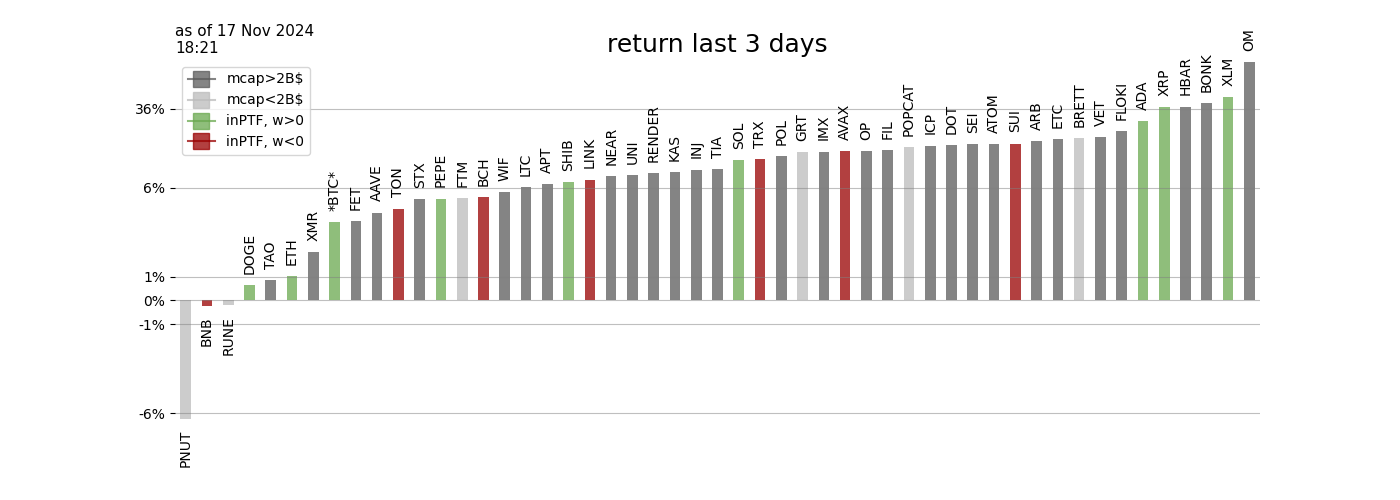 as of 17 Nov 2024
18:21
return last 3 days
mcap>2B$
mcap<2B$
inPTF, w>0
inPTF, w<0
36%
6%
1%
0%
-1%
-6%
PNUT
BNB
RUNE
DOGE
TAO
ETH
XMR
*BTC*
FET
AAVE
TON
STX
PEPE
FTM
BCH
WIF
LTC
APT
SHIB
LINK
NEAR
UNI
RENDER
KAS
INJ
TIA
SOL
TRX
POL
GRT
IMX
AVAX
OP
FIL
POPCAT
ICP
DOT
SEI
ATOM
SUI
ARB
ETC
BRETT
VET
FLOKI
ADA
XRP
HBAR
BONK
XLM
OM